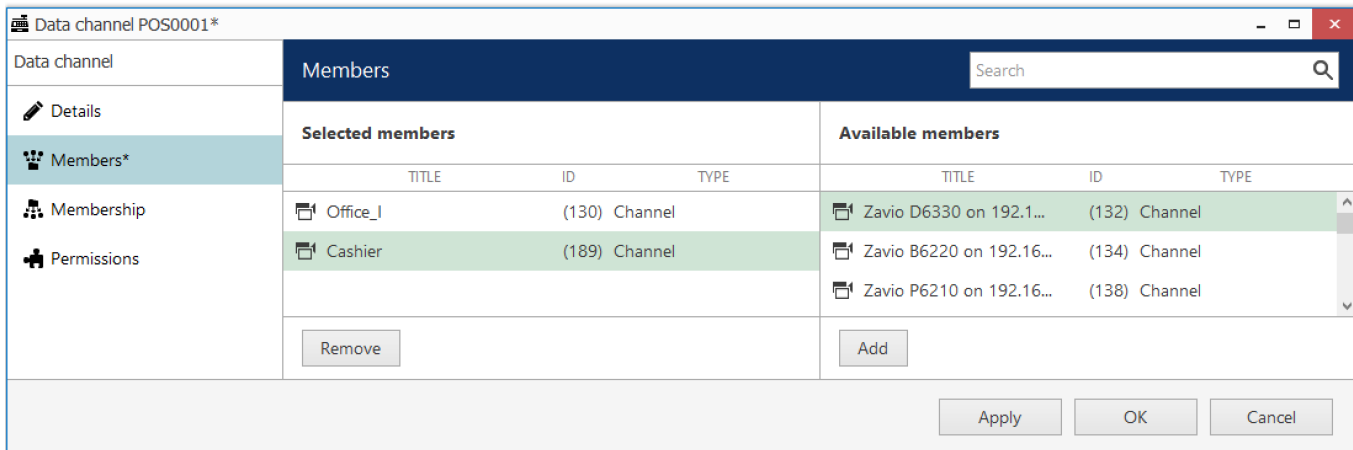 Data channel POS0001*
Data channel
Details
Members*
Membership
Permissions
Members
Search
Selected members
TITLE ID TYPE
Office_I (130) Channel
Cashier (189) Channel
Remove
Available members
TITLE ID TYPE
Zavio D6330 on 192.1... (132) Channel
Zavio B6220 on 192.16... (134) Channel
Zavio P6210 on 192.16... (138) Channel
Add
Apply OK Cancel